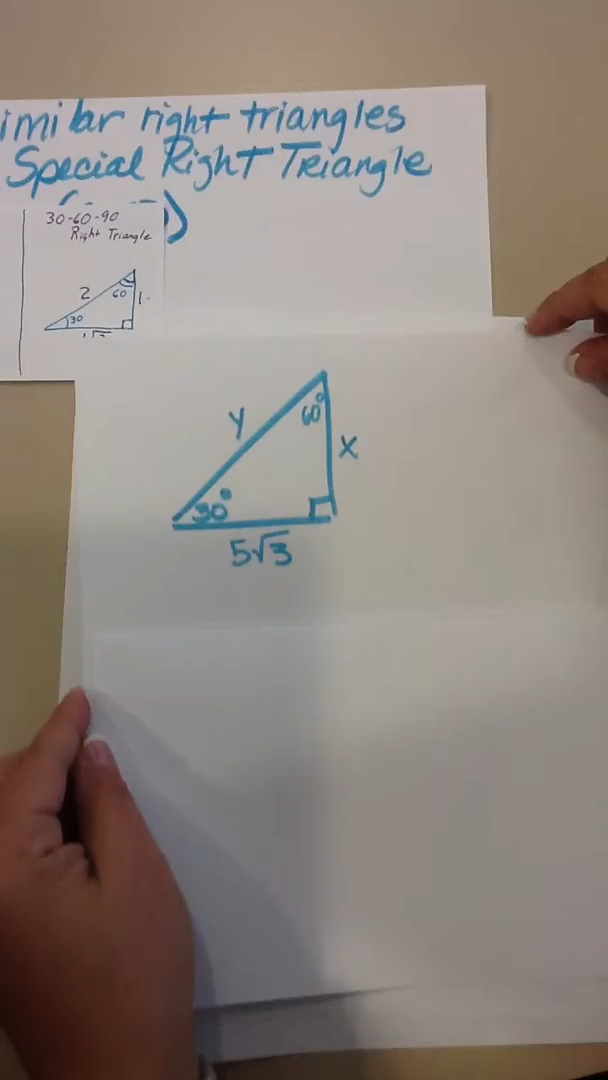 imilar right triangles
Special Right Triangle
)
30-60-90
Right Triangle
2
60
1
30
y
60°
x
30°
5√3